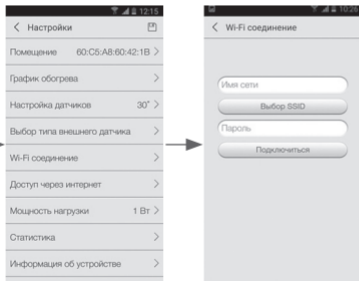 12:15
Настройки
Помещение 60:C5:A8:60:42:1B
График обогрева
Настройка датчиков 30°
Выбор типа внешнего датчика
Wi-Fi соединение
Доступ через интернет
Мощность нагрузки 1 Вт
Статистика
Информация об устройстве
10:26
Wi-Fi соединение
Имя сети
Выбор SSID
Пароль
Подключиться